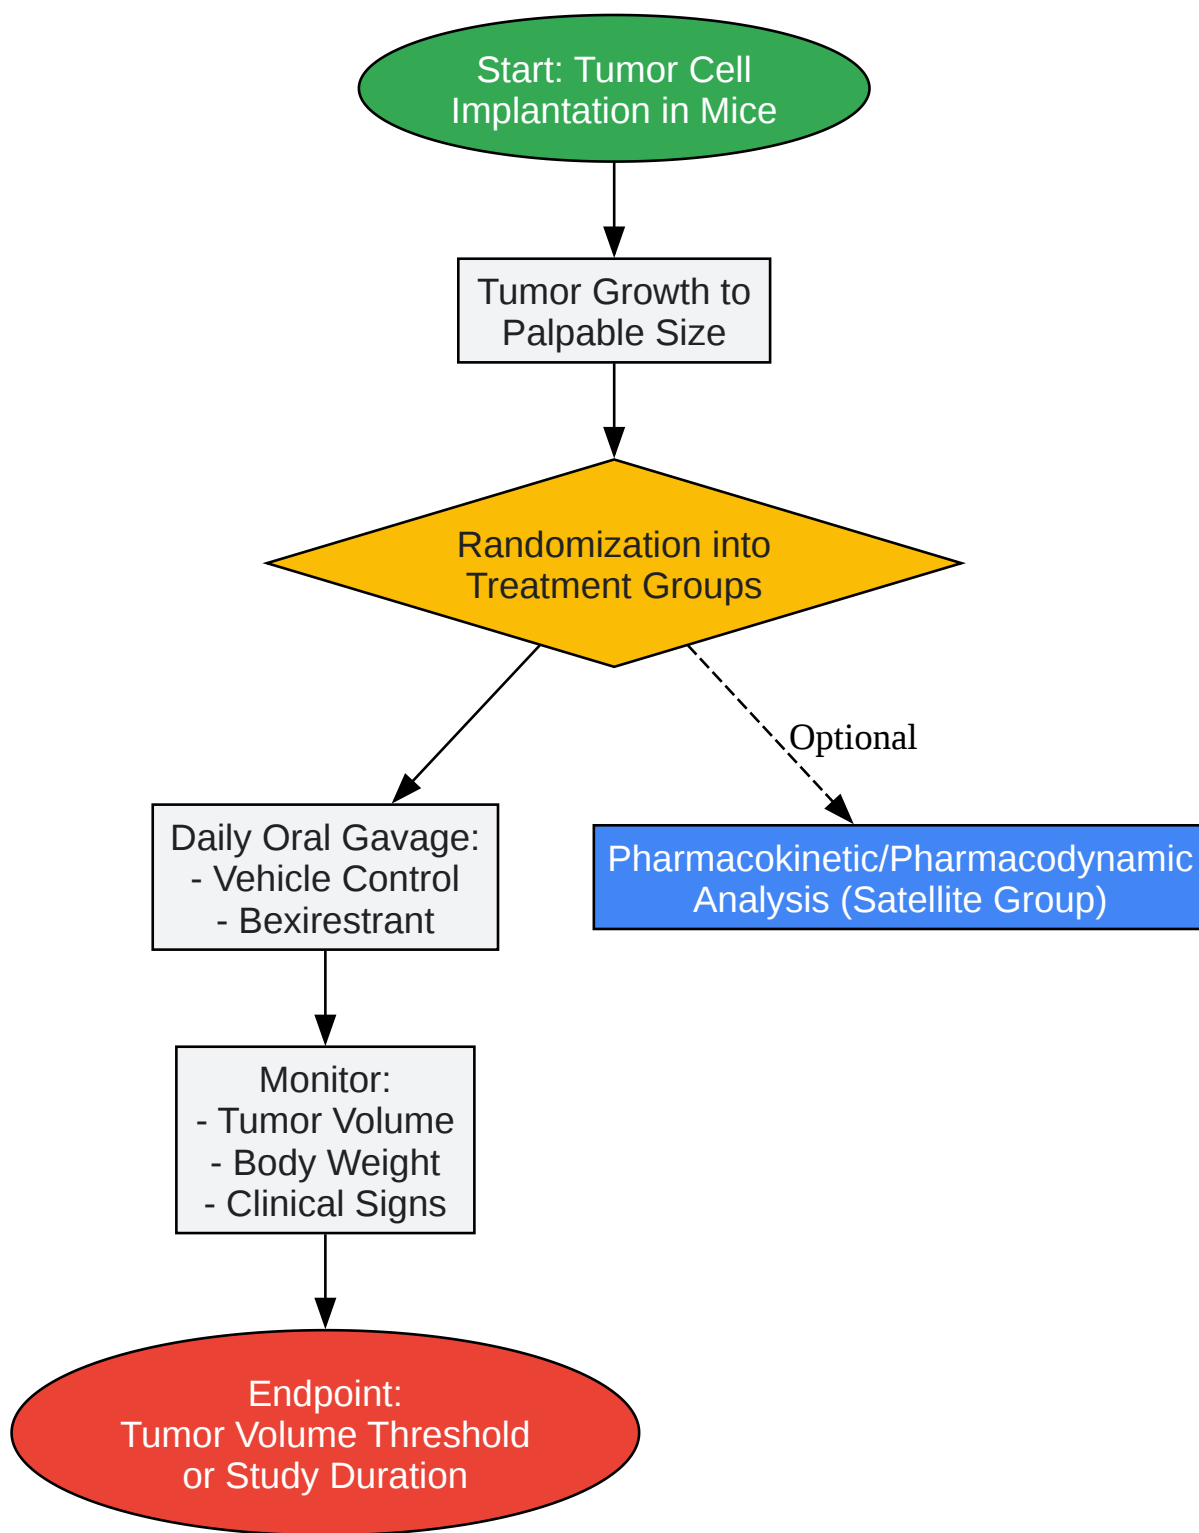 Start: Tumor Cell
Implantation in Mice
Tumor Growth to
Palpable Size
Randomization into
Treatment Groups
Optional
Daily Oral Gavage:
- Vehicle Control
- Bexirestrant
Pharmacokinetic/Pharmacodynamic
Analysis (Satellite Group)
Monitor:
- Tumor Volume
- Body Weight
- Clinical Signs
Endpoint:
Tumor Volume Threshold
or Study Duration